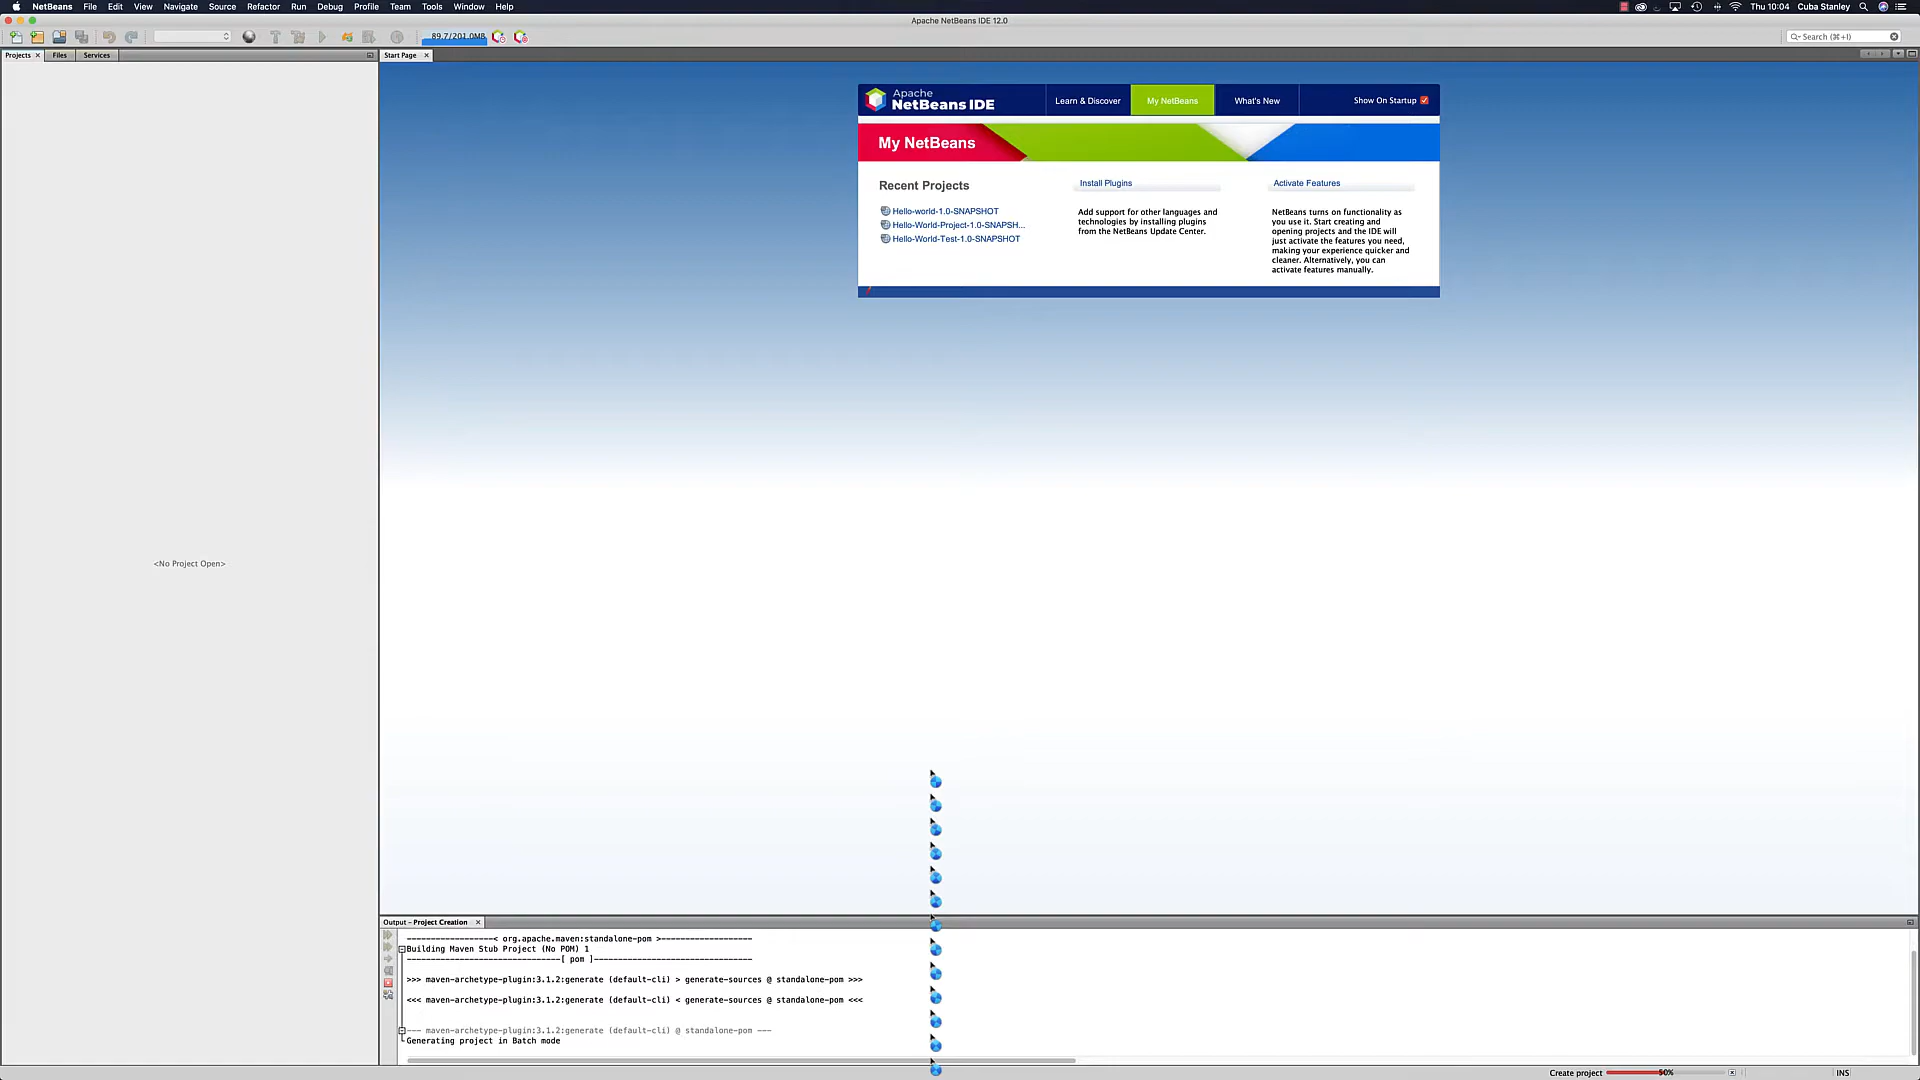 NetBeans File Edit View Navigate Source Refactor Run Debug Profile Team Tools Window Help Thu 10:04 Cuba Stanley
Apache NetBeans IDE 12.0
89.7/201.0MB Search (⌘+I)
Projects Files Services Start Page
Apache
NetBeans IDE Learn & Discover My NetBeans What's New Show On Startup
My NetBeans
Recent Projects
Hello-world-1.0-SNAPSHOT
Hello-World-Project-1.0-SNAPSH...
Hello-World-Test-1.0-SNAPSHOT
Install Plugins
Add support for other languages and
technologies by installing plugins
from the NetBeans Update Center.
Activate Features
NetBeans turns on functionality as
you use it. Start creating and
opening projects and the IDE will
just activate the features you need,
making your experience quicker and
cleaner. Alternatively, you can
activate features manually.
<No Project Open>
Output - Project Creation
------------------< org.apache.maven:standalone-pom >-------------------
Building Maven Stub Project (No POM) 1
--------------------------------[ pom ]---------------------------------
>>> maven-archetype-plugin:3.1.2:generate (default-cli) > generate-sources @ standalone-pom >>>
<<< maven-archetype-plugin:3.1.2:generate (default-cli) < generate-sources @ standalone-pom <<<
--- maven-archetype-plugin:3.1.2:generate (default-cli) @ standalone-pom ---
Generating project in Batch mode
Create project 50% INS